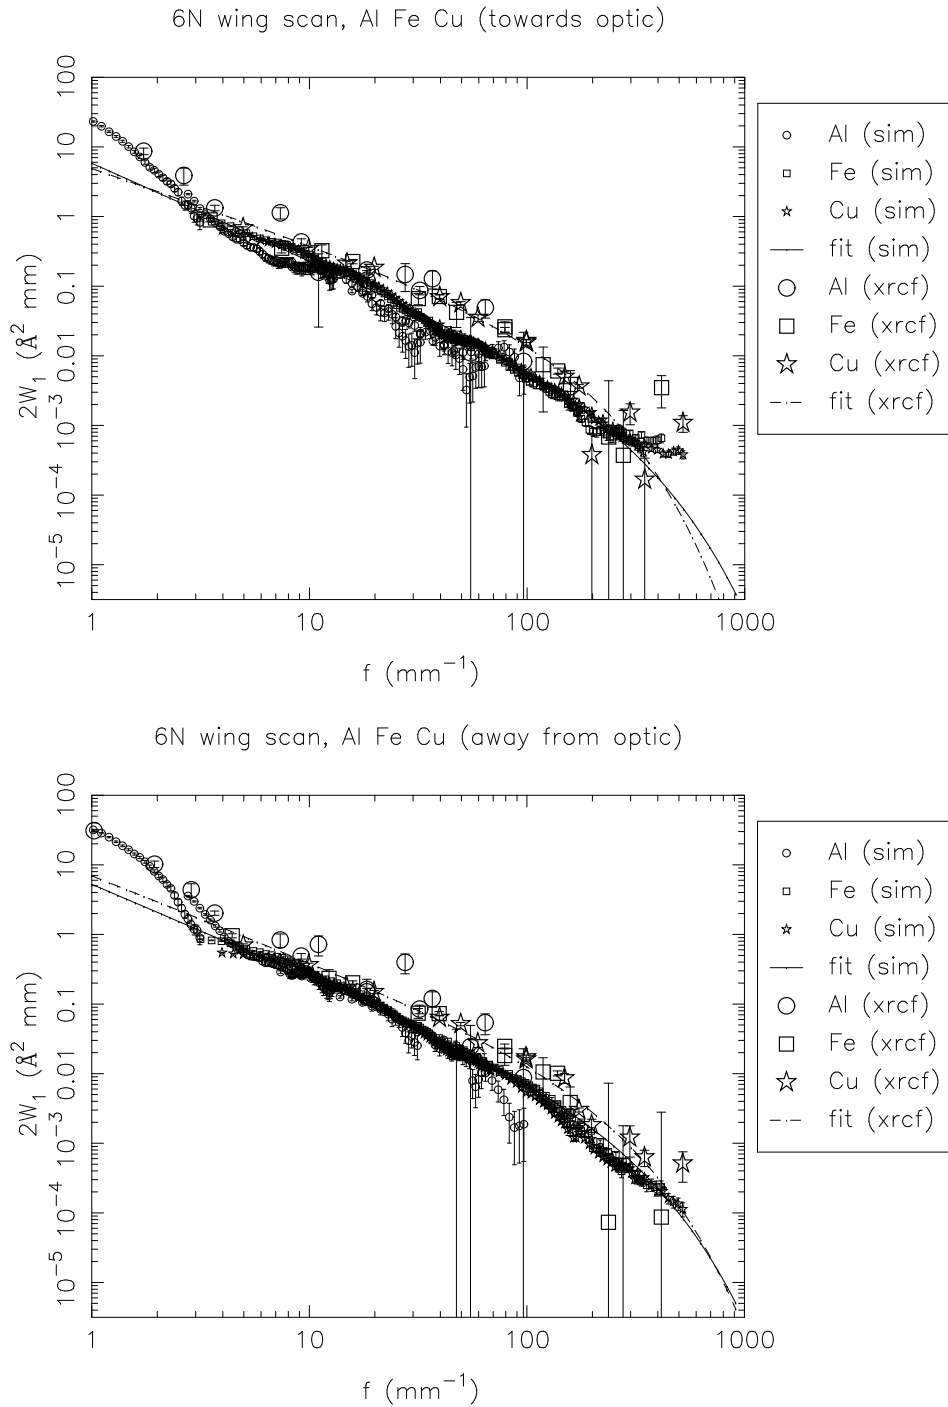 6N wing scan, Al Fe Cu (towards optic)
2W₁ (Å² mm)
100
10
1
0.1
0.01
10⁻³
10⁻⁴
10⁻⁵
1
10
100
1000
f (mm⁻¹)
Al (sim)
Fe (sim)
Cu (sim)
fit (sim)
Al (xrcf)
Fe (xrcf)
Cu (xrcf)
fit (xrcf)
6N wing scan, Al Fe Cu (away from optic)
2W₁ (Å² mm)
100
10
1
0.1
0.01
10⁻³
10⁻⁴
10⁻⁵
1
10
100
1000
f (mm⁻¹)
Al (sim)
Fe (sim)
Cu (sim)
fit (sim)
Al (xrcf)
Fe (xrcf)
Cu (xrcf)
fit (xrcf)